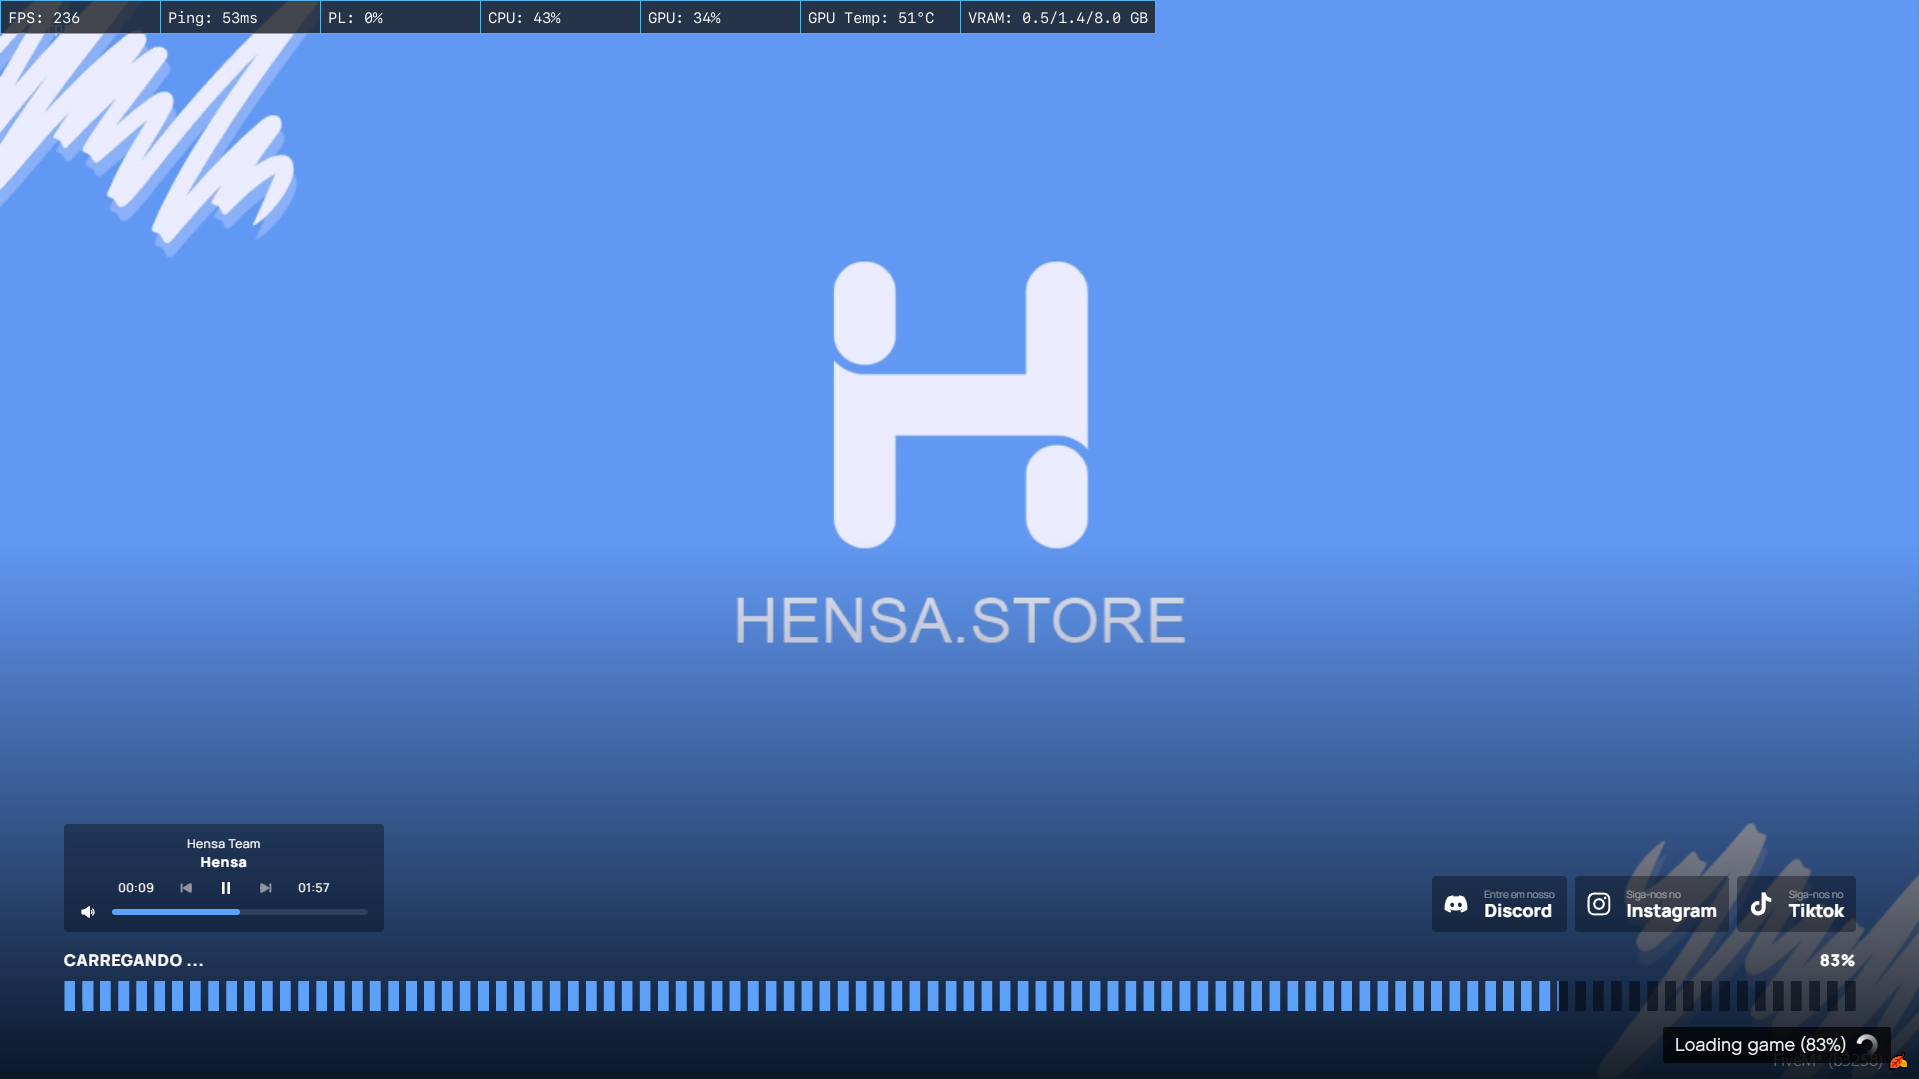 FPS: 236 Ping: 53ms PL: 0% CPU: 43% GPU: 34% GPU Temp: 51°C VRAM: 0.5/1.4/8.0 GB
HENSA.STORE
Hensa Team
Hensa
00:09 01:57
Entre em nosso
Discord
Siga-nos no
Instagram
Siga-nos no
Tiktok
CARREGANDO ... 83%
Loading game (83%)
FiveM* (b3258)